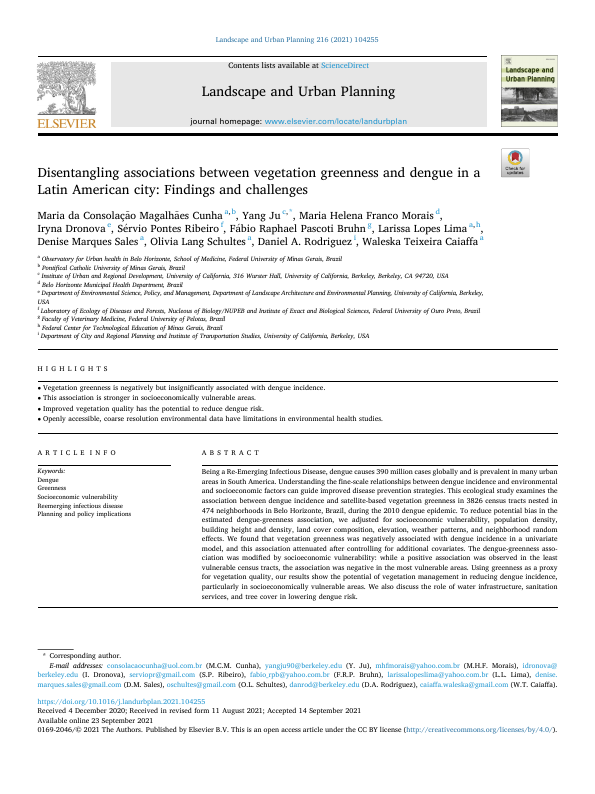 Landscape and Urban Planning 216 (2021) 104255
Contents lists available at ScienceDirect
Landscape and Urban Planning
journal homepage: www.elsevier.com/locate/landurbplan
ELSEVIER
Landscape and
Urban Planning
Check for
updates
Disentangling associations between vegetation greenness and dengue in a
Latin American city: Findings and challenges
Maria da Consolação Magalhães Cunha a,b, Yang Ju c,*, Maria Helena Franco Morais d,
Iryna Dronova e, Sérvio Pontes Ribeiro f, Fábio Raphael Pascoti Bruhn g, Larissa Lopes Lima a,h,
Denise Marques Sales a, Olivia Lang Schultes a, Daniel A. Rodriguez i, Waleska Teixeira Caiaffa a
a Observatory for Urban health in Belo Horizonte, School of Medicine, Federal University of Minas Gerais, Brazil
b Pontifical Catholic University of Minas Gerais, Brazil
c Institute of Urban and Regional Development, University of California, 316 Wurster Hall, University of California, Berkeley, Berkeley, CA 94720, USA
d Belo Horizonte Municipal Health Department, Brazil
e Department of Environmental Science, Policy, and Management, Department of Landscape Architecture and Environmental Planning, University of California, Berkeley,
USA
f Laboratory of Ecology of Diseases and Forests, Nucleous of Biology/NUPEB and Institute of Exact and Biological Sciences, Federal University of Ouro Preto, Brazil
g Faculty of Veterinary Medicine, Federal University of Pelotas, Brazil
h Federal Center for Technological Education of Minas Gerais, Brazil
i Department of City and Regional Planning and Institute of Transportation Studies, University of California, Berkeley, USA
HIGHLIGHTS
• Vegetation greenness is negatively but insignificantly associated with dengue incidence.
• This association is stronger in socioeconomically vulnerable areas.
• Improved vegetation quality has the potential to reduce dengue risk.
• Openly accessible, coarse resolution environmental data have limitations in environmental health studies.
ARTICLE INFO
Keywords:
Dengue
Greenness
Socioeconomic vulnerability
Reemerging infectious disease
Planning and policy implications
ABSTRACT
Being a Re-Emerging Infectious Disease, dengue causes 390 million cases globally and is prevalent in many urban
areas in South America. Understanding the fine-scale relationships between dengue incidence and environmental
and socioeconomic factors can guide improved disease prevention strategies. This ecological study examines the
association between dengue incidence and satellite-based vegetation greenness in 3826 census tracts nested in
474 neighborhoods in Belo Horizonte, Brazil, during the 2010 dengue epidemic. To reduce potential bias in the
estimated dengue-greenness association, we adjusted for socioeconomic vulnerability, population density,
building height and density, land cover composition, elevation, weather patterns, and neighborhood random
effects. We found that vegetation greenness was negatively associated with dengue incidence in a univariate
model, and this association attenuated after controlling for additional covariates. The dengue-greenness asso-
ciation was modified by socioeconomic vulnerability: while a positive association was observed in the least
vulnerable census tracts, the association was negative in the most vulnerable areas. Using greenness as a proxy
for vegetation quality, our results show the potential of vegetation management in reducing dengue incidence,
particularly in socioeconomically vulnerable areas. We also discuss the role of water infrastructure, sanitation
services, and tree cover in lowering dengue risk.
* Corresponding author.
E-mail addresses: consolacaocunha@uol.com.br (M.C.M. Cunha), yangju90@berkeley.edu (Y. Ju), mhfmorais@yahoo.com.br (M.H.F. Morais), idronova@
berkeley.edu (I. Dronova), serviopr@gmail.com (S.P. Ribeiro), fabio_rpb@yahoo.com.br (F.R.P. Bruhn), larissalopeslima@yahoo.com.br (L.L. Lima), denise.
marques.sales@gmail.com (D.M. Sales), oschultes@gmail.com (O.L. Schultes), danrod@berkeley.edu (D.A. Rodriguez), caiaffa.waleska@gmail.com (W.T. Caiaffa).
https://doi.org/10.1016/j.landurbplan.2021.104255
Received 4 December 2020; Received in revised form 11 August 2021; Accepted 14 September 2021
Available online 23 September 2021
0169-2046/© 2021 The Authors. Published by Elsevier B.V. This is an open access article under the CC BY license (http://creativecommons.org/licenses/by/4.0/).